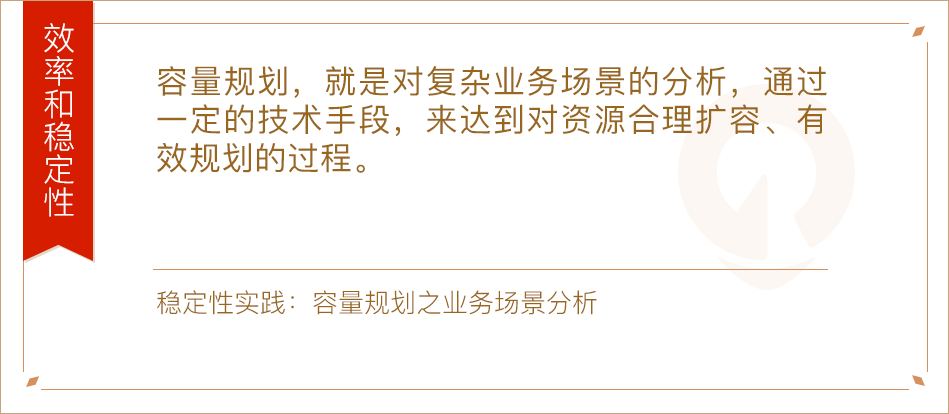 效率和稳定性
容量规划，就是对复杂业务场景的分析，通过
一定的技术手段，来达到对资源合理扩容、有
效规划的过程。
稳定性实践：容量规划之业务场景分析